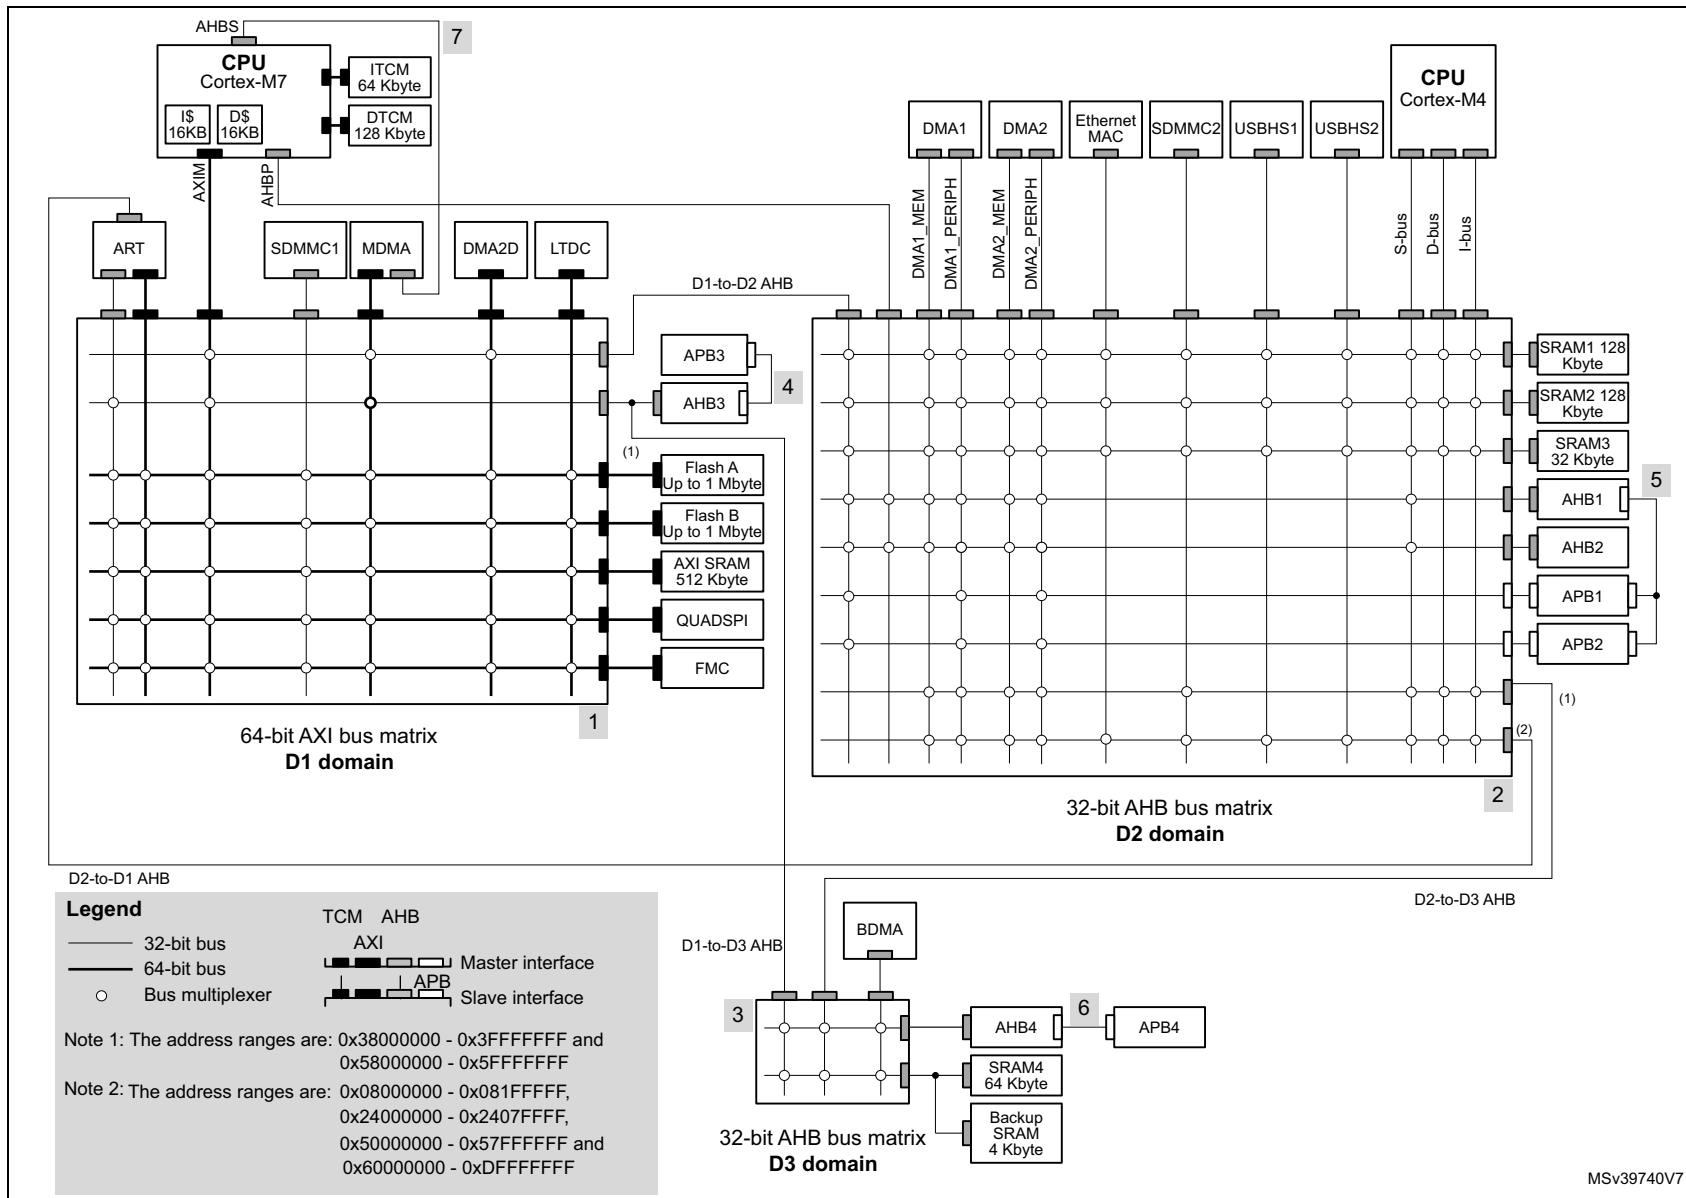 AHBS
7
CPU
Cortex-M7
ITCM
64 Kbyte
I$
16KB
D$
16KB
DTCM
128 Kbyte
AXIM
AHBP
CPU
Cortex-M4
DMA1
DMA2
Ethernet
MAC
SDMMC2
USBHS1
USBHS2
DMA1_MEM
DMA1_PERIPH
DMA2_MEM
DMA2_PERIPH
S-bus
D-bus
I-bus
ART
SDMMC1
MDMA
DMA2D
LTDC
D1-to-D2 AHB
APB3
4
AHB3
(1)
Flash A
Up to 1 Mbyte
Flash B
Up to 1 Mbyte
AXI SRAM
512 Kbyte
QUADSPI
FMC
1
64-bit AXI bus matrix
D1 domain
SRAM1 128
Kbyte
SRAM2 128
Kbyte
SRAM3
32 Kbyte
5
AHB1
AHB2
APB1
APB2
(1)
(2)
2
32-bit AHB bus matrix
D2 domain
D2-to-D1 AHB
D2-to-D3 AHB
D1-to-D3 AHB
BDMA
3
AHB4
6
APB4
SRAM4
64 Kbyte
Backup
SRAM
4 Kbyte
32-bit AHB bus matrix
D3 domain
Legend
32-bit bus
64-bit bus
Bus multiplexer
TCM AHB
AXI
Master interface
APB
Slave interface
Note 1: The address ranges are: 0x38000000 - 0x3FFFFFFF and
0x58000000 - 0x5FFFFFFF
Note 2: The address ranges are: 0x08000000 - 0x081FFFFF,
0x24000000 - 0x2407FFFF,
0x50000000 - 0x57FFFFFF and
0x60000000 - 0xDFFFFFFF
MSv39740V7